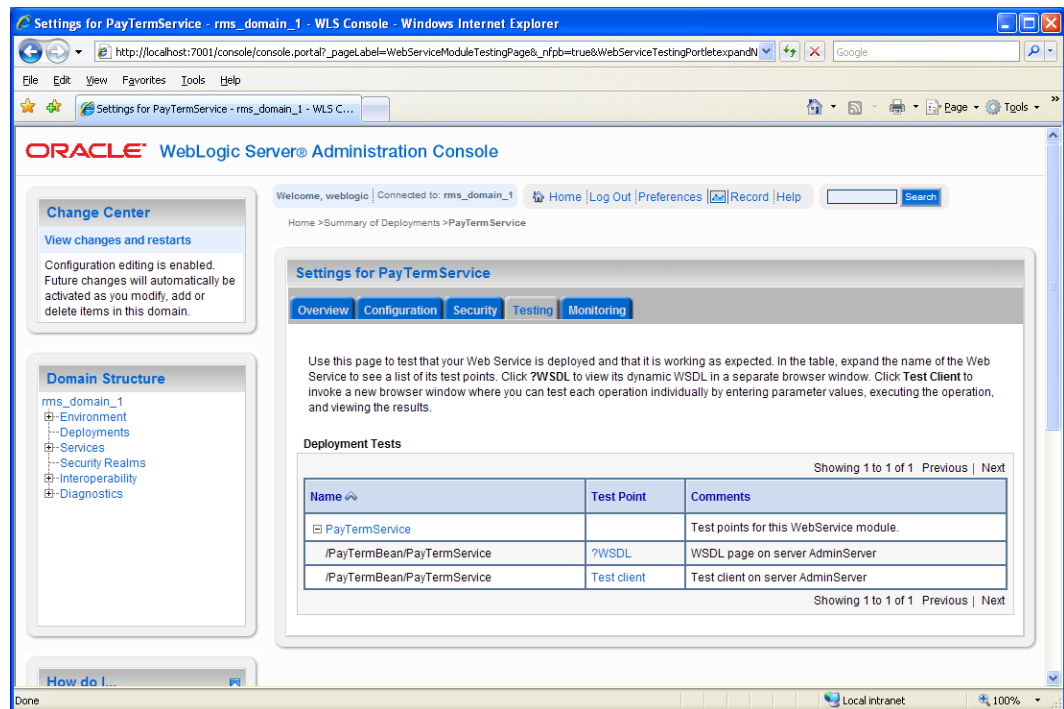 Settings for PayTermService - rms_domain_1 - WLS Console - Windows Internet Explorer
http://localhost:7001/console/console.portal?_pageLabel=WebServiceModuleTestingPage&_nfpb=true&WebServiceTestingPortletexpandN
Google
File Edit View Favorites Tools Help
Settings for PayTermService - rms_domain_1 - WLS C...
Page Tools »
ORACLE WebLogic Server® Administration Console
Change Center
View changes and restarts
Configuration editing is enabled.
Future changes will automatically be
activated as you modify, add or
delete items in this domain.
Domain Structure
rms_domain_1
Environment
Deployments
Services
Security Realms
Interoperability
Diagnostics
How do I...
Welcome, weblogic Connected to: rms_domain_1 Home Log Out Preferences Record Help Search
Home >Summary of Deployments >PayTermService
Settings for PayTermService
Overview Configuration Security Testing Monitoring
Use this page to test that your Web Service is deployed and that it is working as expected. In the table, expand the name of the Web
Service to see a list of its test points. Click ?WSDL to view its dynamic WSDL in a separate browser window. Click Test Client to
invoke a new browser window where you can test each operation individually by entering parameter values, executing the operation,
and viewing the results.
Deployment Tests
Showing 1 to 1 of 1 Previous | Next
Name Test Point Comments
PayTermService Test points for this WebService module.
/PayTermBean/PayTermService ?WSDL WSDL page on server AdminServer
/PayTermBean/PayTermService Test client Test client on server AdminServer
Showing 1 to 1 of 1 Previous | Next
Done Local intranet 100%